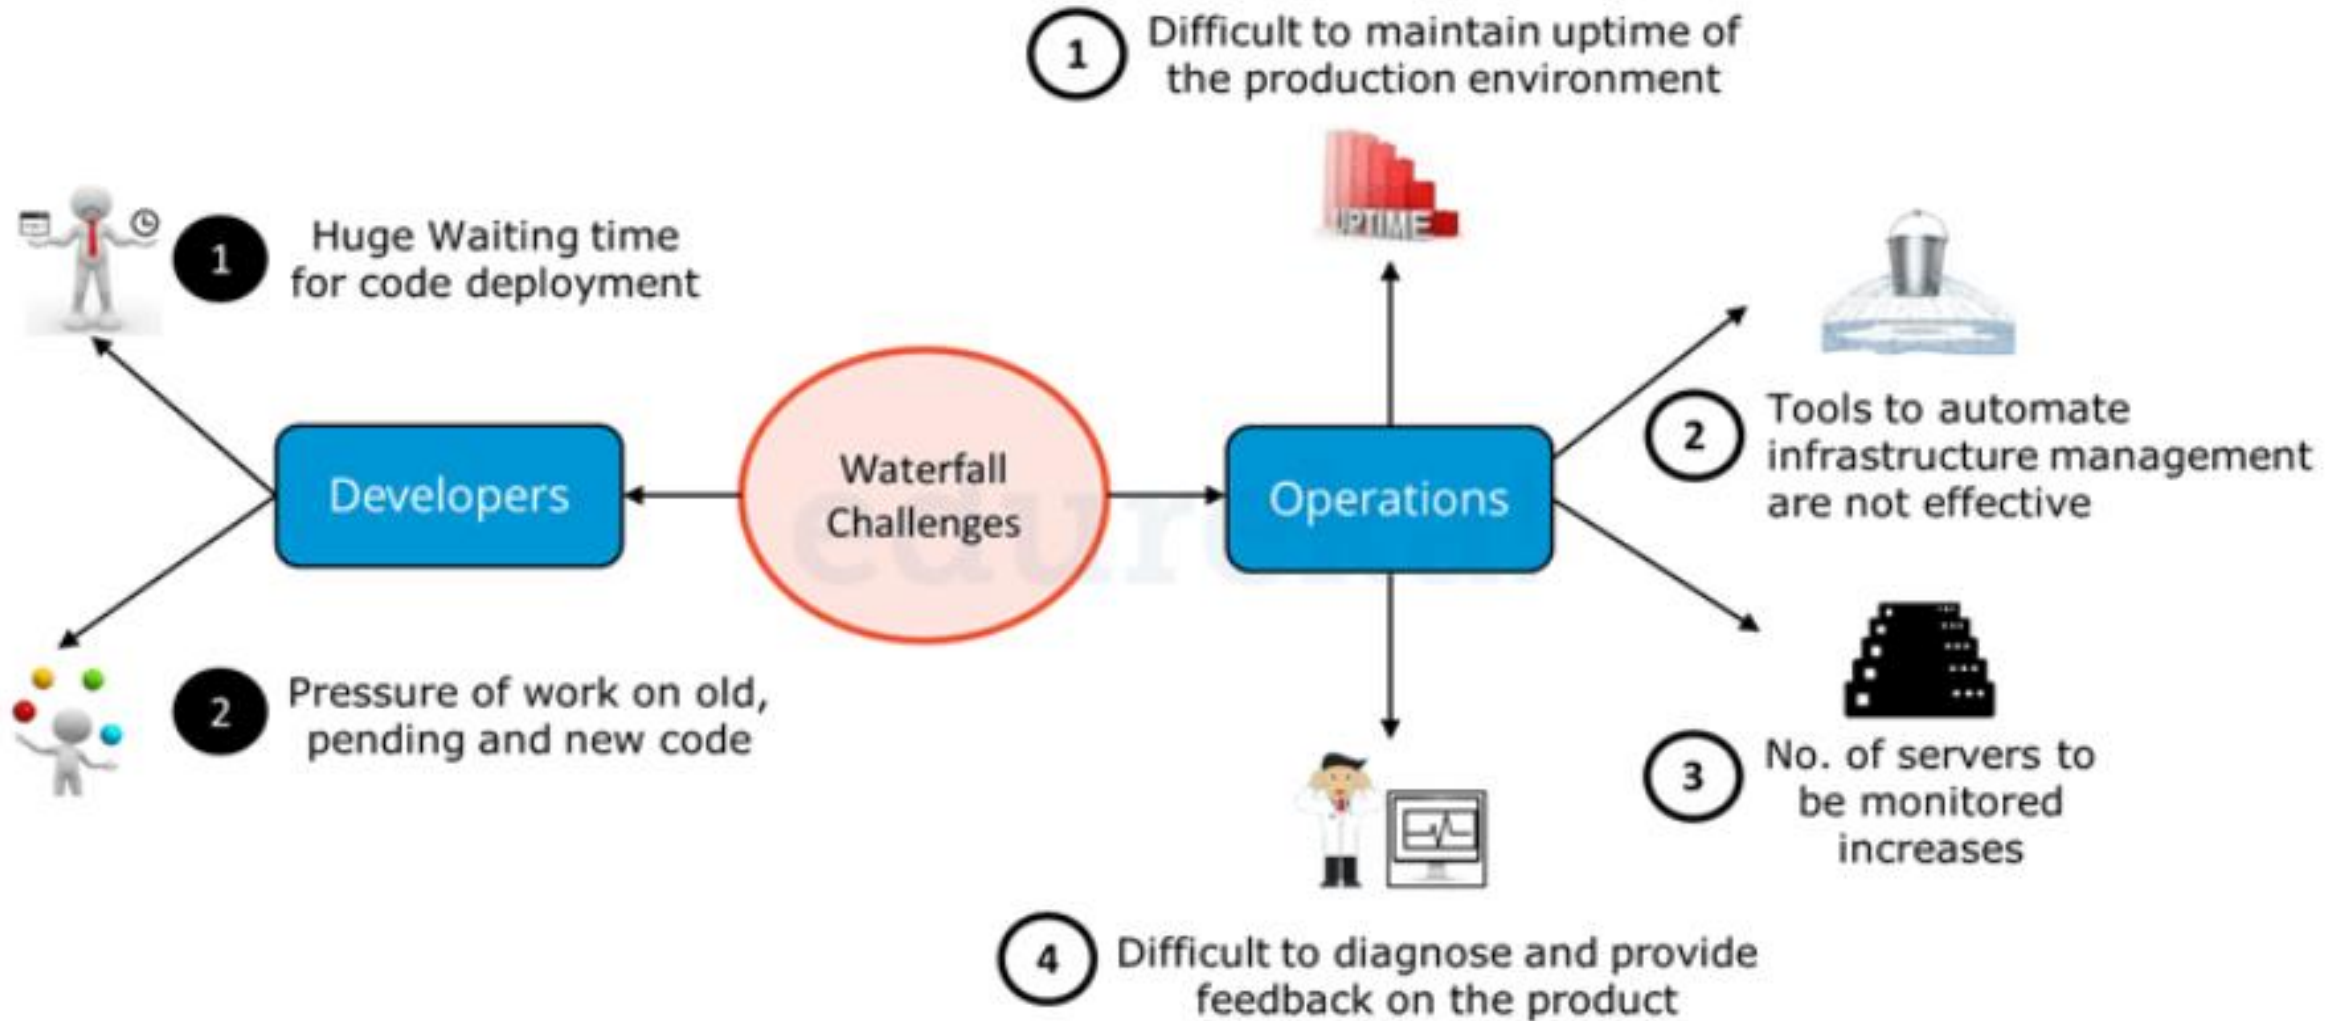 1
Difficult to maintain uptime of
the production environment
UPTIME
1
Huge Waiting time
for code deployment
Developers
Waterfall
Challenges
Operations
2
Tools to automate
infrastructure management
are not effective
2
Pressure of work on old,
pending and new code
3
No. of servers to
be monitored
increases
4
Difficult to diagnose and provide
feedback on the product